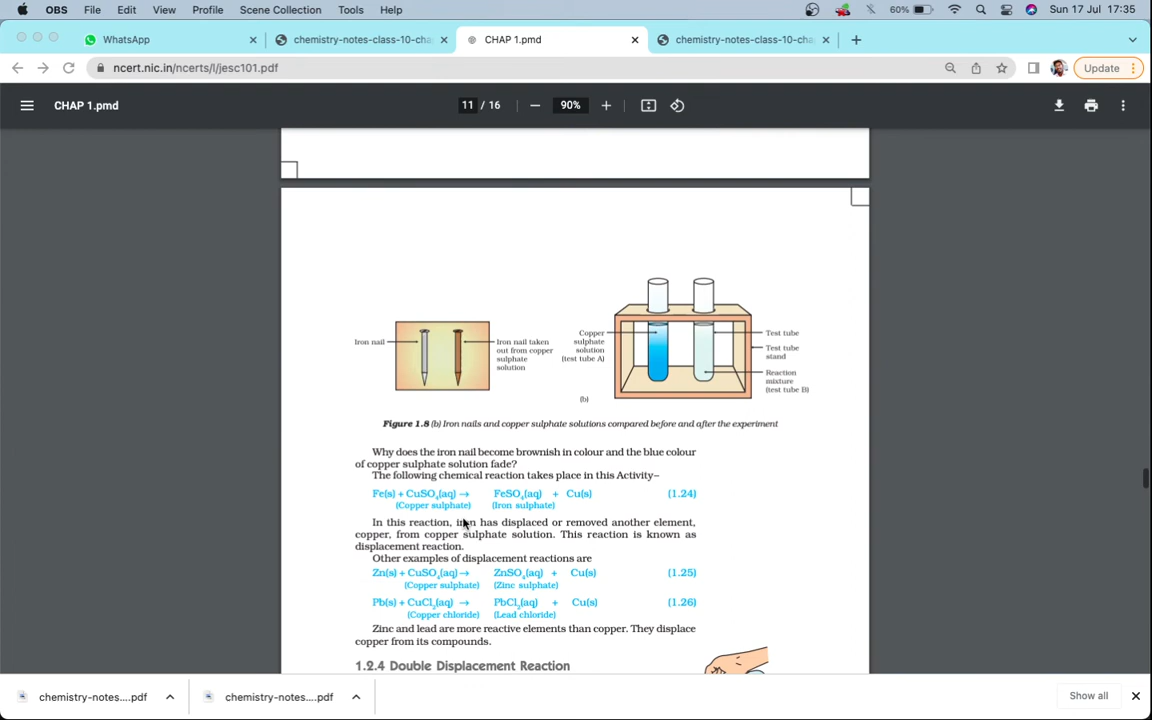 OBS File Edit View Profile Scene Collection Tools Help 60% Sun 17 Jul 17:35
WhatsApp chemistry-notes-class-10-cha CHAP 1.pmd chemistry-notes-class-10-cha
ncert.nic.in/ncerts/l/jesc101.pdf Update
CHAP 1.pmd 11 / 16 90%
Iron nail
Iron nail taken
out from copper
sulphate
solution
Copper
sulphate
solution
(test tube A)
Test tube
Test tube
stand
Reaction
mixture
(test tube B)
(b)
Figure 1.8 (b) Iron nails and copper sulphate solutions compared before and after the experiment
Why does the iron nail become brownish in colour and the blue colour
of copper sulphate solution fade?
The following chemical reaction takes place in this Activity–
Fe(s) + CuSO₄(aq) → FeSO₄(aq) + Cu(s) (1.24)
(Copper sulphate) (Iron sulphate)
In this reaction, iron has displaced or removed another element,
copper, from copper sulphate solution. This reaction is known as
displacement reaction.
Other examples of displacement reactions are
Zn(s) + CuSO₄(aq) → ZnSO₄(aq) + Cu(s) (1.25)
(Copper sulphate) (Zinc sulphate)
Pb(s) + CuCl₂(aq) → PbCl₂(aq) + Cu(s) (1.26)
(Copper chloride) (Lead chloride)
Zinc and lead are more reactive elements than copper. They displace
copper from its compounds.
1.2.4 Double Displacement Reaction
chemistry-notes....pdf chemistry-notes....pdf Show all